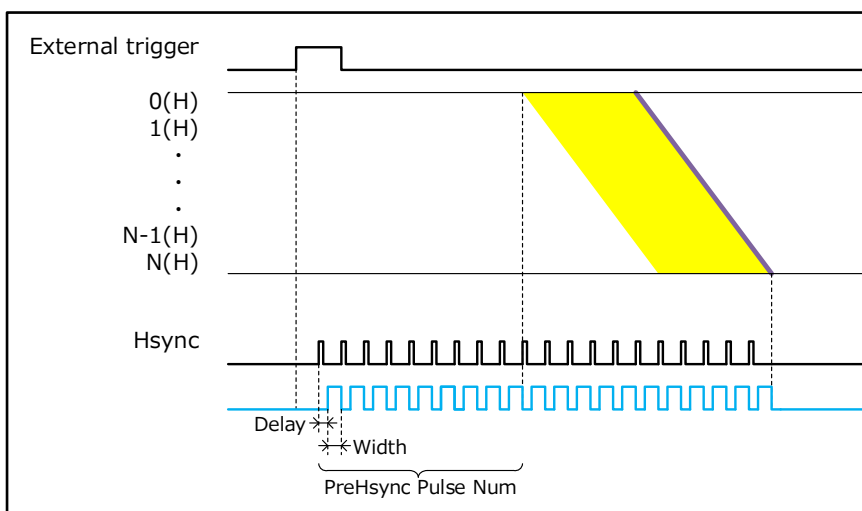 External trigger
0(H)
1(H)
·
·
·
N-1(H)
N(H)
Hsync
Delay
Width
PreHsync Pulse Num